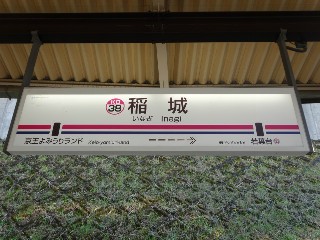 KO
38
稲城
いなぎ Inagi
京王よみうりランド Keiō-yomiuri-land
若葉台